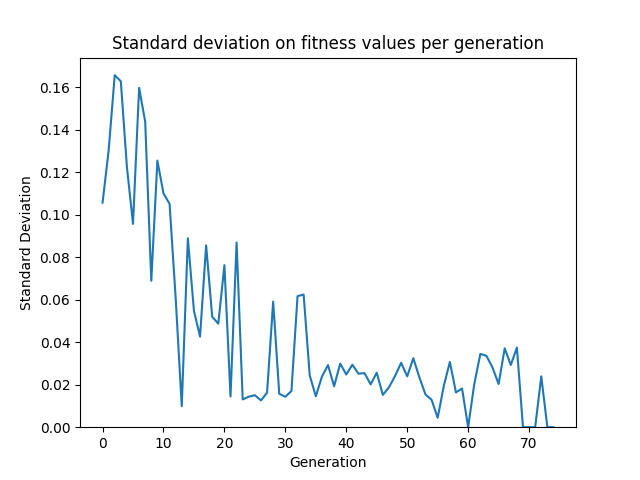 Standard deviation on fitness values per generation
0.16
0.14
0.12
0.10
0.08
0.06
0.04
0.02
0.00
Standard Deviation
0 10 20 30 40 50 60 70
Generation